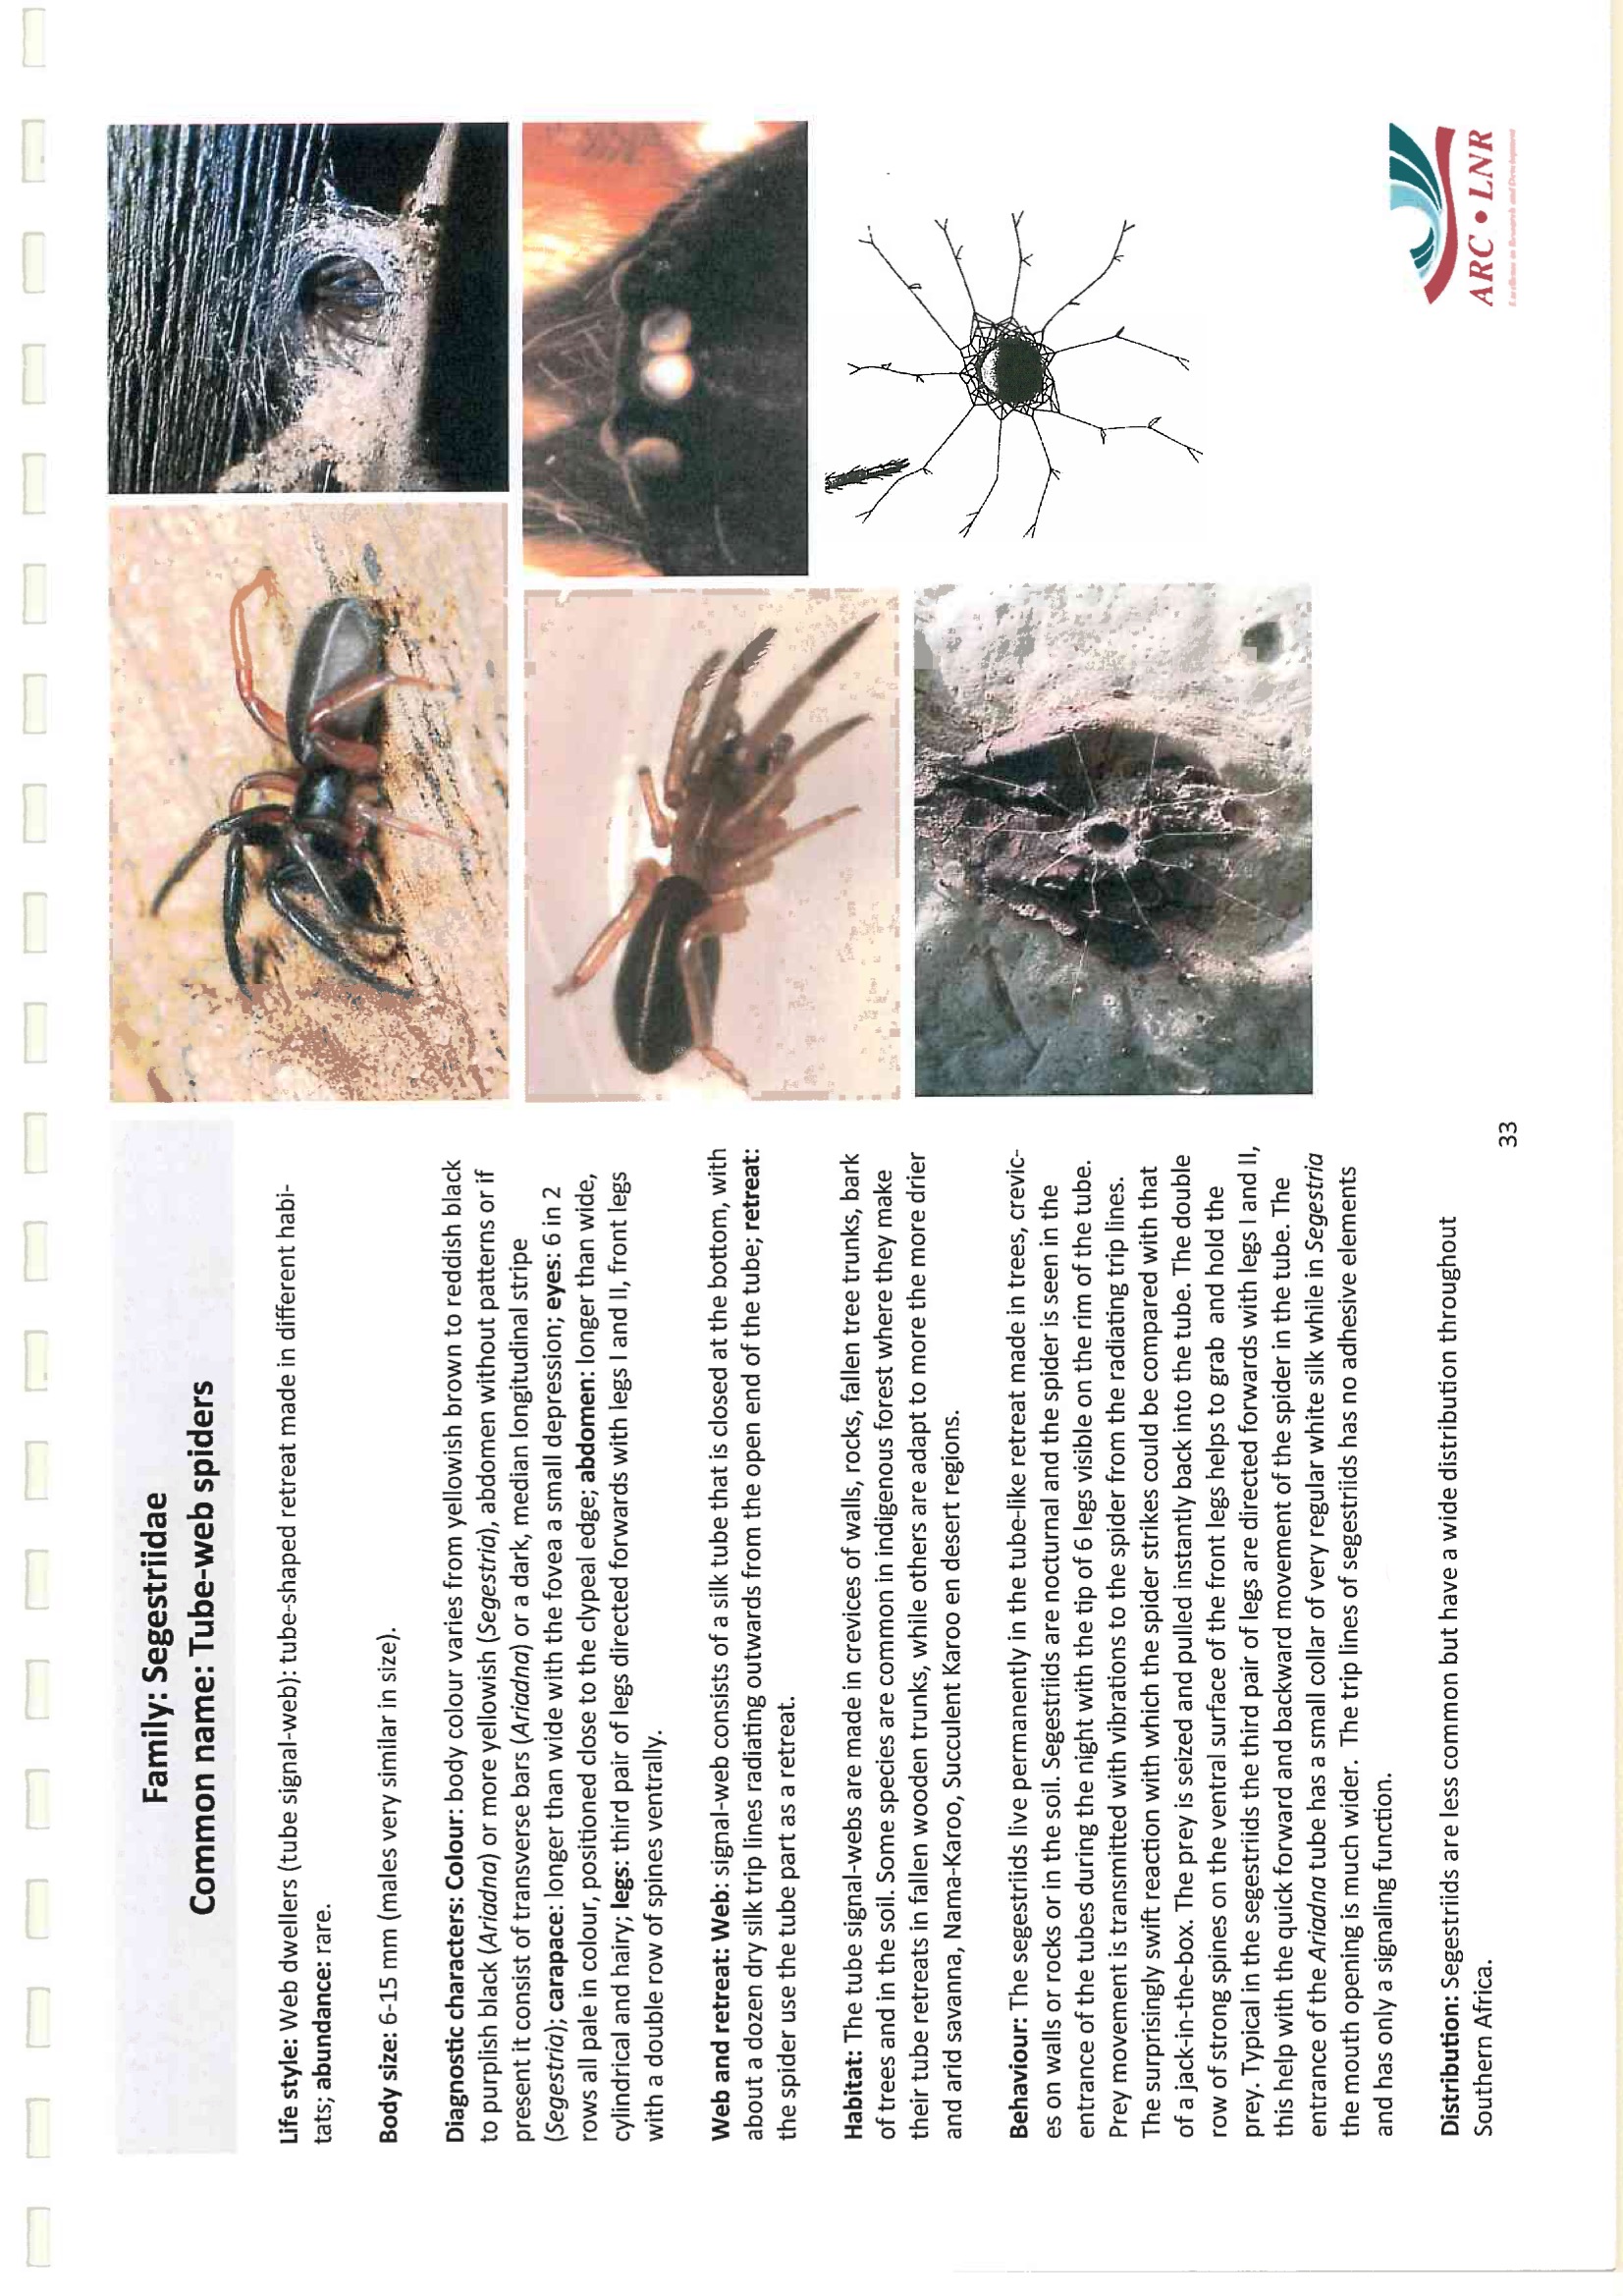 Family: Segestriidae
Common name: Tube-web spiders
Life style: Web dwellers (tube signal-web): tube-shaped retreat made in different habi-
tats; abundance: rare.
Body size: 6-15 mm (males very similar in size).
Diagnostic characters: Colour: body colour varies from yellowish brown to reddish black
to purplish black (Ariadna) or more yellowish (Segestria), abdomen without patterns or if
present it consist of transverse bars (Ariadna) or a dark, median longitudinal stripe
(Segestria); carapace: longer than wide with the fovea a small depression; eyes: 6 in 2
rows all pale in colour, positioned close to the clypeal edge; abdomen: longer than wide,
cylindrical and hairy; legs: third pair of legs directed forwards with legs I and II, front legs
with a double row of spines ventrally.
Web and retreat: Web: signal-web consists of a silk tube that is closed at the bottom, with
about a dozen dry silk trip lines radiating outwards from the open end of the tube; retreat:
the spider use the tube part as a retreat.
Habitat: The tube signal-webs are made in crevices of walls, rocks, fallen tree trunks, bark
of trees and in the soil. Some species are common in indigenous forest where they make
their tube retreats in fallen wooden trunks, while others are adapt to more the more drier
and arid savanna, Nama-Karoo, Succulent Karoo en desert regions.
Behaviour: The segestriids live permanently in the tube-like retreat made in trees, crevic-
es on walls or rocks or in the soil. Segestriids are nocturnal and the spider is seen in the
entrance of the tubes during the night with the tip of 6 legs visible on the rim of the tube.
Prey movement is transmitted with vibrations to the spider from the radiating trip lines.
The surprisingly swift reaction with which the spider strikes could be compared with that
of a jack-in-the-box. The prey is seized and pulled instantly back into the tube. The double
row of strong spines on the ventral surface of the front legs helps to grab and hold the
prey. Typical in the segestriids the third pair of legs are directed forwards with legs I and II,
this help with the quick forward and backward movement of the spider in the tube. The
entrance of the Ariadna tube has a small collar of very regular white silk while in Segestria
the mouth opening is much wider. The trip lines of segestriids has no adhesive elements
and has only a signaling function.
Distribution: Segestriids are less common but have a wide distribution throughout
Southern Africa.
33
ARC • LNR
Excellence in Research and Development